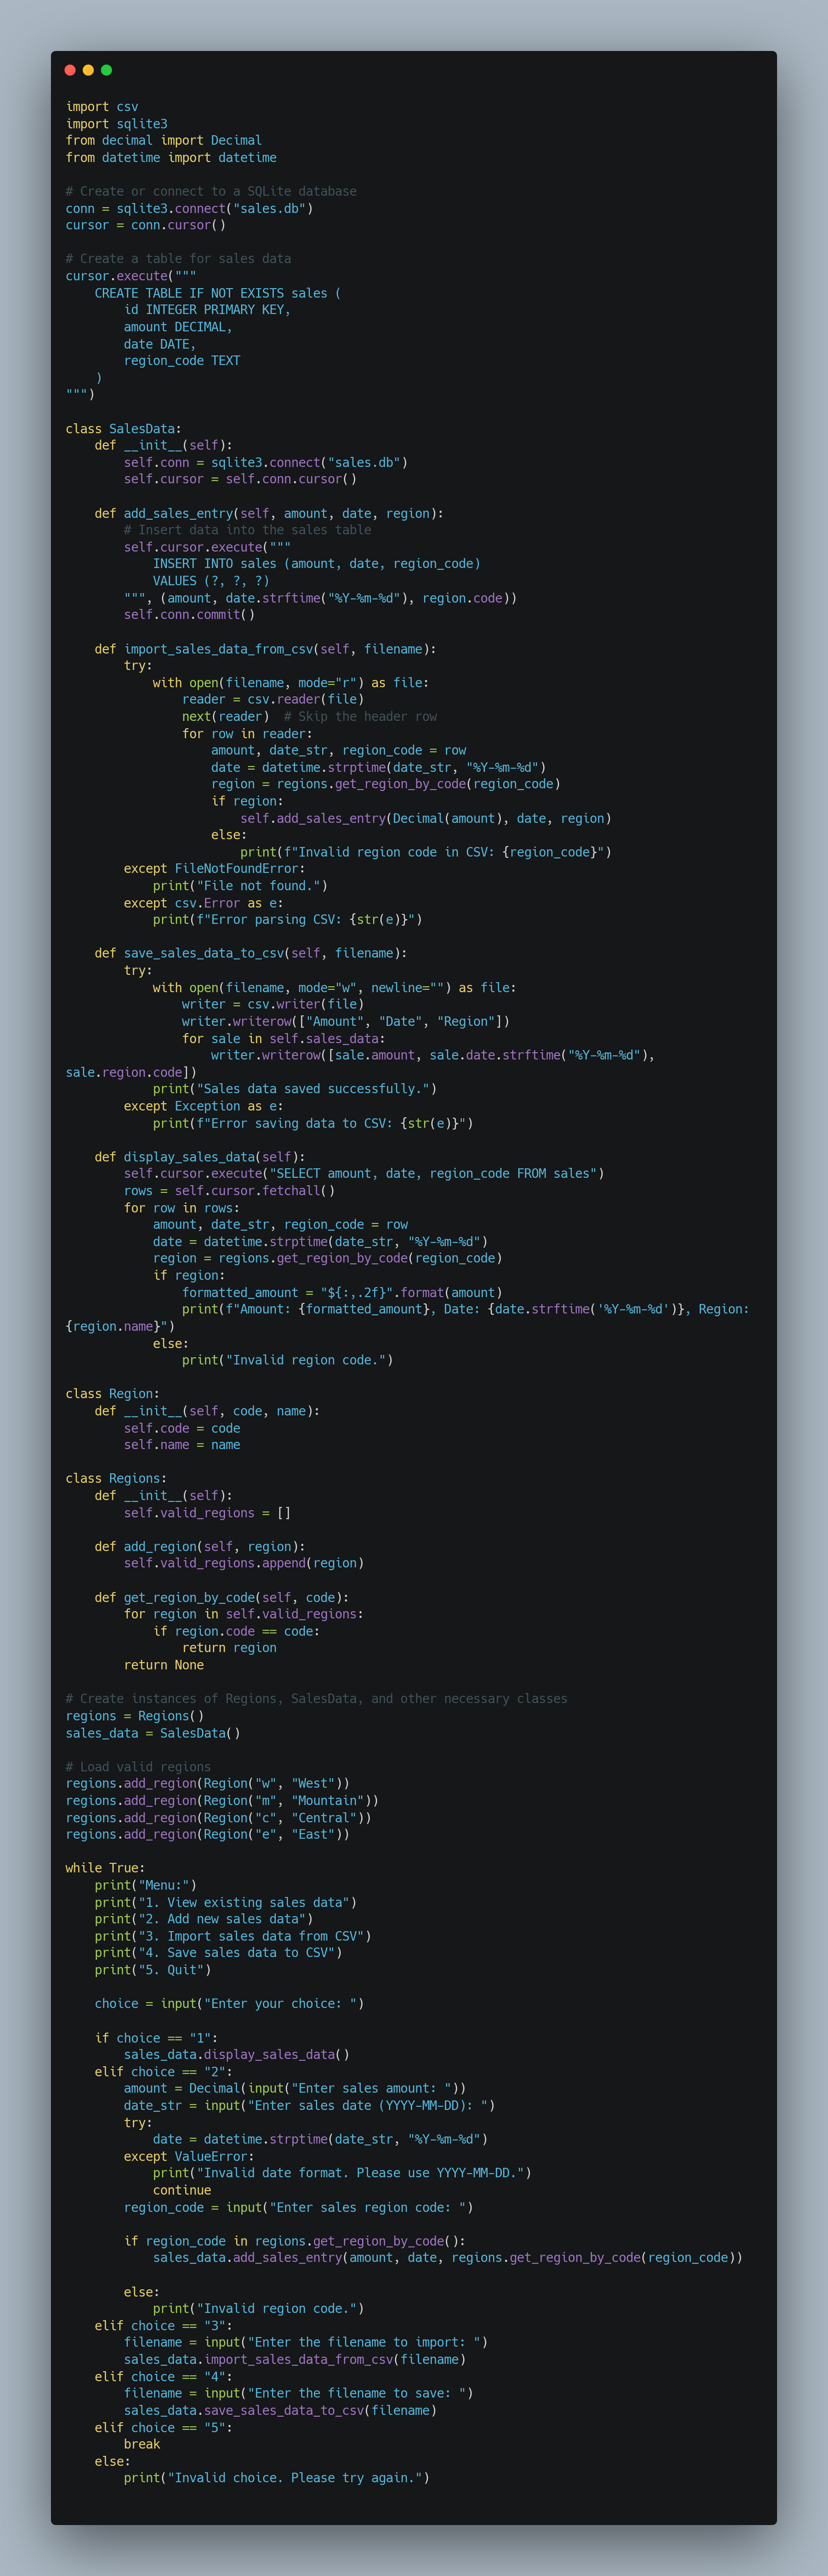 import csv
import sqlite3
from decimal import Decimal
from datetime import datetime

# Create or connect to a SQLite database
conn = sqlite3.connect("sales.db")
cursor = conn.cursor()

# Create a table for sales data
cursor.execute("""
    CREATE TABLE IF NOT EXISTS sales (
        id INTEGER PRIMARY KEY,
        amount DECIMAL,
        date DATE,
        region_code TEXT
    )
""")

class SalesData:
    def __init__(self):
        self.conn = sqlite3.connect("sales.db")
        self.cursor = self.conn.cursor()

    def add_sales_entry(self, amount, date, region):
        # Insert data into the sales table
        self.cursor.execute("""
            INSERT INTO sales (amount, date, region_code)
            VALUES (?, ?, ?)
        """, (amount, date.strftime("%Y-%m-%d"), region.code))
        self.conn.commit()

    def import_sales_data_from_csv(self, filename):
        try:
            with open(filename, mode="r") as file:
                reader = csv.reader(file)
                next(reader)  # Skip the header row
                for row in reader:
                    amount, date_str, region_code = row
                    date = datetime.strptime(date_str, "%Y-%m-%d")
                    region = regions.get_region_by_code(region_code)
                    if region:
                        self.add_sales_entry(Decimal(amount), date, region)
                    else:
                        print(f"Invalid region code in CSV: {region_code}")
        except FileNotFoundError:
            print("File not found.")
        except csv.Error as e:
            print(f"Error parsing CSV: {str(e)}")

    def save_sales_data_to_csv(self, filename):
        try:
            with open(filename, mode="w", newline="") as file:
                writer = csv.writer(file)
                writer.writerow(["Amount", "Date", "Region"])
                for sale in self.sales_data:
                    writer.writerow([sale.amount, sale.date.strftime("%Y-%m-%d"),
sale.region.code])
            print("Sales data saved successfully.")
        except Exception as e:
            print(f"Error saving data to CSV: {str(e)}")

    def display_sales_data(self):
        self.cursor.execute("SELECT amount, date, region_code FROM sales")
        rows = self.cursor.fetchall()
        for row in rows:
            amount, date_str, region_code = row
            date = datetime.strptime(date_str, "%Y-%m-%d")
            region = regions.get_region_by_code(region_code)
            if region:
                formatted_amount = "${:,.2f}".format(amount)
                print(f"Amount: {formatted_amount}, Date: {date.strftime('%Y-%m-%d')}, Region:
{region.name}")
            else:
                print("Invalid region code.")

class Region:
    def __init__(self, code, name):
        self.code = code
        self.name = name

class Regions:
    def __init__(self):
        self.valid_regions = []

    def add_region(self, region):
        self.valid_regions.append(region)

    def get_region_by_code(self, code):
        for region in self.valid_regions:
            if region.code == code:
                return region
        return None

# Create instances of Regions, SalesData, and other necessary classes
regions = Regions()
sales_data = SalesData()

# Load valid regions
regions.add_region(Region("w", "West"))
regions.add_region(Region("m", "Mountain"))
regions.add_region(Region("c", "Central"))
regions.add_region(Region("e", "East"))

while True:
    print("Menu:")
    print("1. View existing sales data")
    print("2. Add new sales data")
    print("3. Import sales data from CSV")
    print("4. Save sales data to CSV")
    print("5. Quit")

    choice = input("Enter your choice: ")

    if choice == "1":
        sales_data.display_sales_data()
    elif choice == "2":
        amount = Decimal(input("Enter sales amount: "))
        date_str = input("Enter sales date (YYYY-MM-DD): ")
        try:
            date = datetime.strptime(date_str, "%Y-%m-%d")
        except ValueError:
            print("Invalid date format. Please use YYYY-MM-DD.")
            continue
        region_code = input("Enter sales region code: ")

        if region_code in regions.get_region_by_code():
            sales_data.add_sales_entry(amount, date, regions.get_region_by_code(region_code))

        else:
            print("Invalid region code.")
    elif choice == "3":
        filename = input("Enter the filename to import: ")
        sales_data.import_sales_data_from_csv(filename)
    elif choice == "4":
        filename = input("Enter the filename to save: ")
        sales_data.save_sales_data_to_csv(filename)
    elif choice == "5":
        break
    else:
        print("Invalid choice. Please try again.")